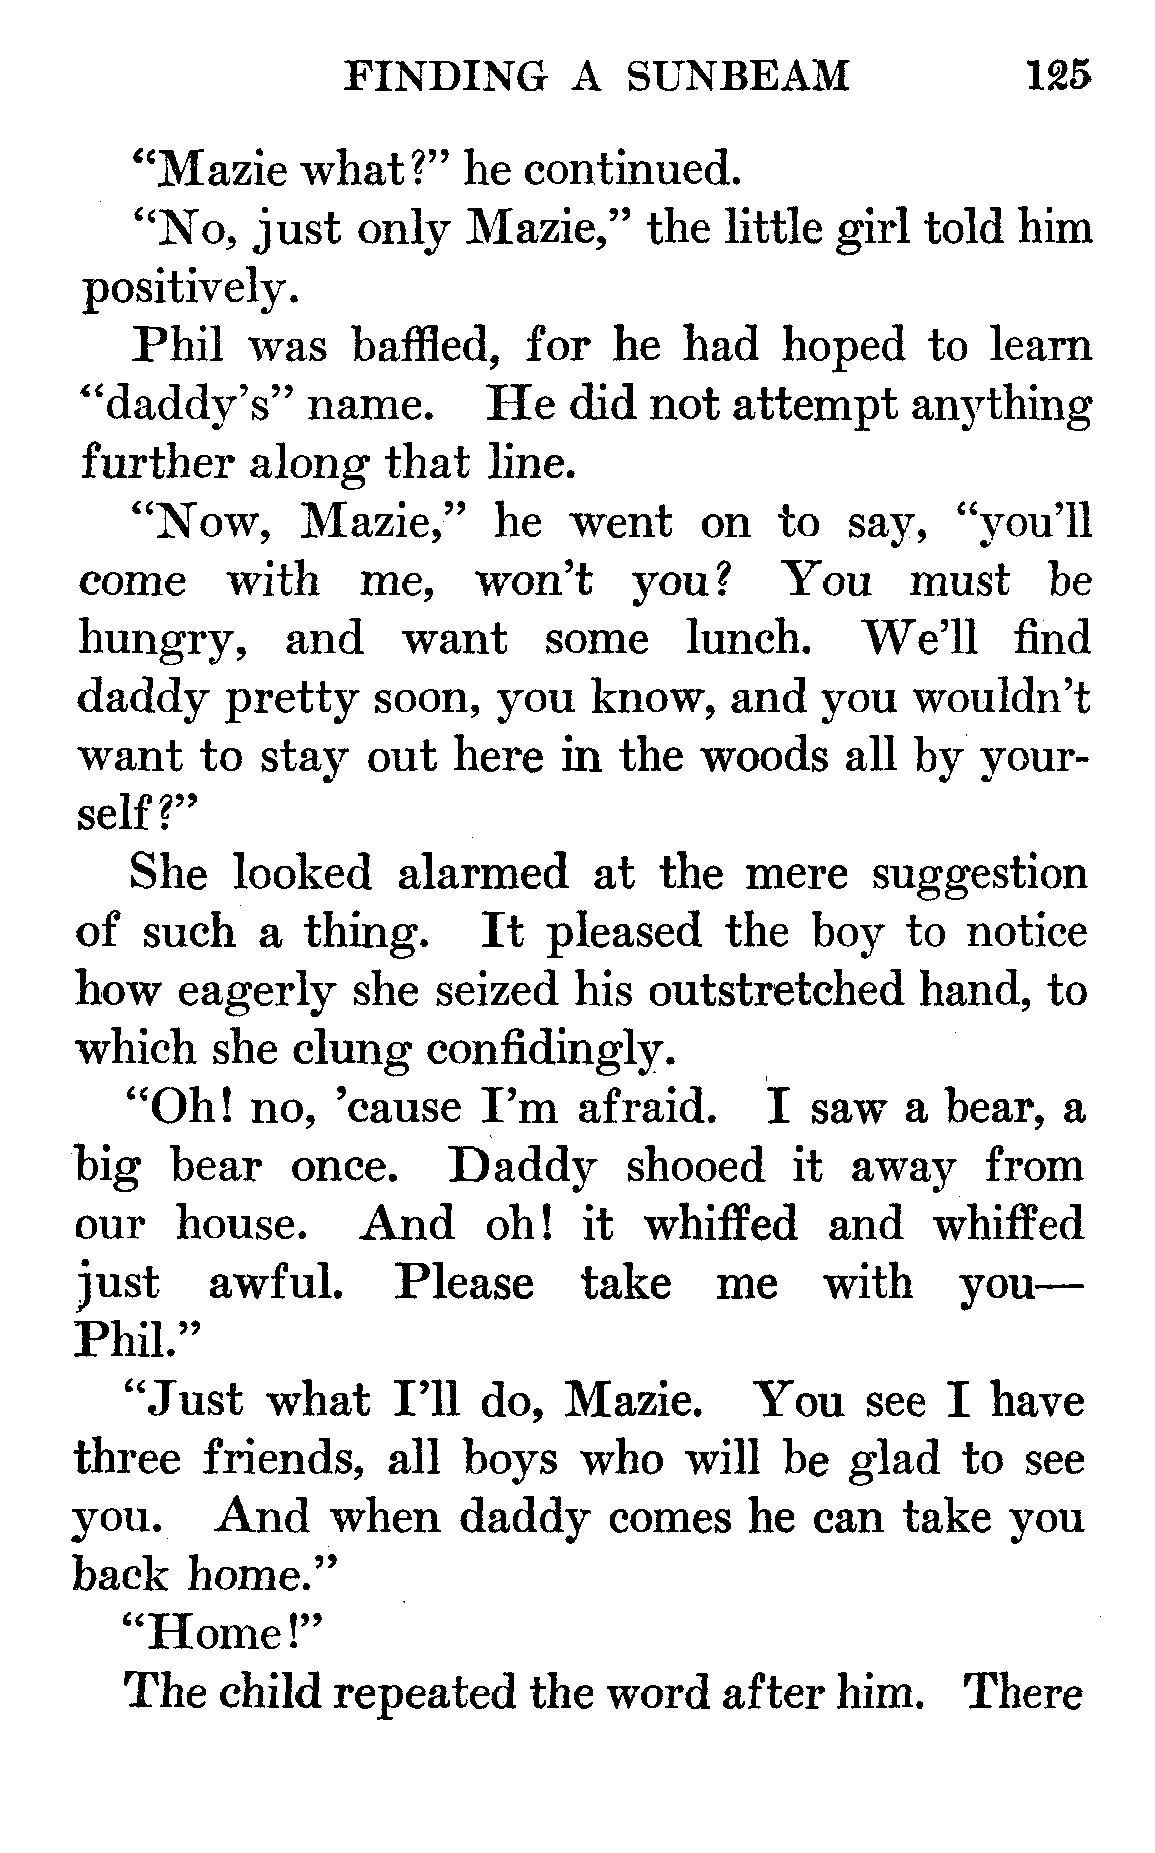 FINDING A SUNBEAM 125
“Mazie what?” he continued.
“No, just only Mazie,” the little girl told him
positively.
Phil was baffled, for he had hoped to learn
“daddy’s” name. He did not attempt anything
further along that line.
“Now, Mazie,” he went on to say, “you’ll
come with me, won’t you? You must be
hungry, and want some lunch. We’ll find
daddy pretty soon, you know, and you wouldn’t
want to stay out here in the woods all by your-
self?”
She looked alarmed at the mere suggestion
of such a thing. It pleased the boy to notice
how eagerly she seized his outstretched hand, to
which she clung confidingly.
“Oh! no, ’cause I’m afraid. I saw a bear, a
big bear once. Daddy shooed it away from
our house. And oh! it whiffed and whiffed
just awful. Please take me with you—
Phil.”
“Just what I’ll do, Mazie. You see I have
three friends, all boys who will be glad to see
you. And when daddy comes he can take you
back home.”
“Home!”
The child repeated the word after him. There